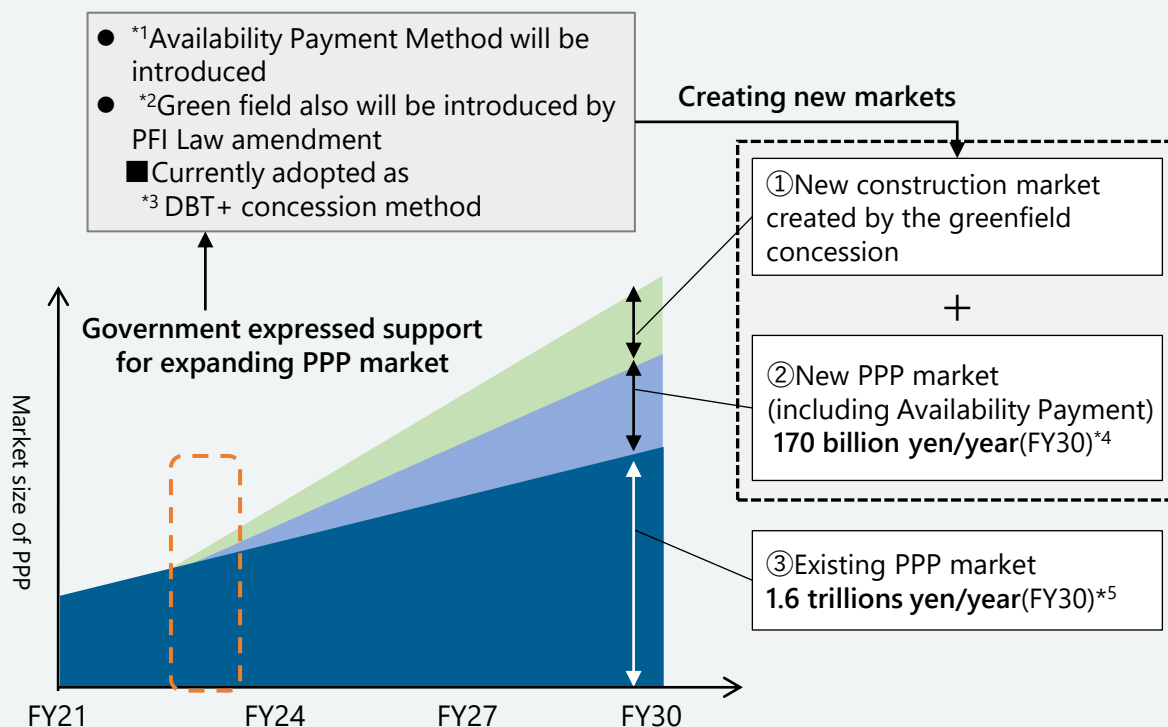 ● *1Availability Payment Method will be
introduced
● *2Green field also will be introduced by
PFI Law amendment
■Currently adopted as
*3 DBT+ concession method
Creating new markets
①New construction market
created by the greenfield
concession
+
Government expressed support
for expanding PPP market
②New PPP market
(including Availability Payment)
170 billion yen/year(FY30)*4
③Existing PPP market
1.6 trillions yen/year(FY30)*5
Market size of PPP
FY21 FY24 FY27 FY30